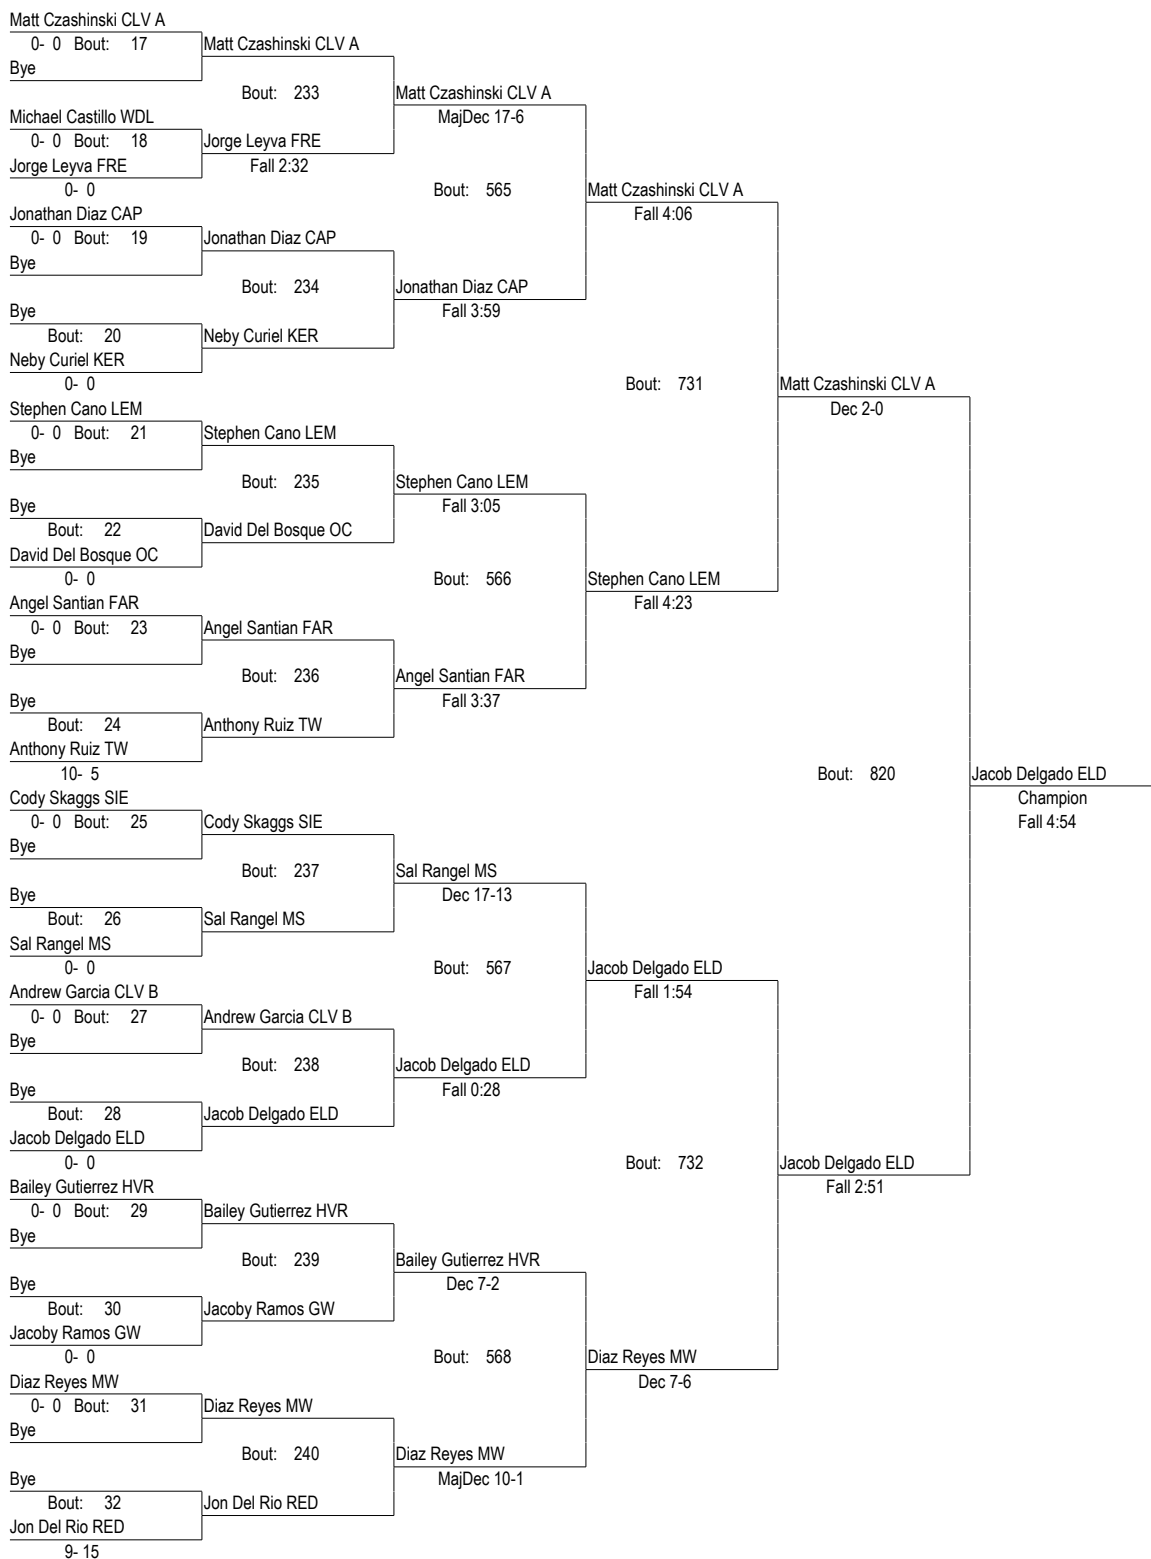 Matt Czashinski CLV A
0- 0 Bout: 17 Matt Czashinski CLV A
Bye
Bout: 233 Matt Czashinski CLV A
Michael Castillo WDL MajDec 17-6
0- 0 Bout: 18 Jorge Leyva FRE
Jorge Leyva FRE Fall 2:32
0- 0 Bout: 565 Matt Czashinski CLV A
Jonathan Diaz CAP Fall 4:06
0- 0 Bout: 19 Jonathan Diaz CAP
Bye
Bout: 234 Jonathan Diaz CAP
Bye Fall 3:59
Bout: 20 Neby Curiel KER
Neby Curiel KER
0- 0 Bout: 731 Matt Czashinski CLV A
Stephen Cano LEM Dec 2-0
0- 0 Bout: 21 Stephen Cano LEM
Bye
Bout: 235 Stephen Cano LEM
Bye Fall 3:05
Bout: 22 David Del Bosque OC
David Del Bosque OC
0- 0 Bout: 566 Stephen Cano LEM
Angel Santian FAR Fall 4:23
0- 0 Bout: 23 Angel Santian FAR
Bye
Bout: 236 Angel Santian FAR
Bye Fall 3:37
Bout: 24 Anthony Ruiz TW
Anthony Ruiz TW
10- 5 Bout: 820 Jacob Delgado ELD
Cody Skaggs SIE Champion
0- 0 Bout: 25 Cody Skaggs SIE Fall 4:54
Bye
Bout: 237 Sal Rangel MS
Bye Dec 17-13
Bout: 26 Sal Rangel MS
Sal Rangel MS
0- 0 Bout: 567 Jacob Delgado ELD
Andrew Garcia CLV B Fall 1:54
0- 0 Bout: 27 Andrew Garcia CLV B
Bye
Bout: 238 Jacob Delgado ELD
Bye Fall 0:28
Bout: 28 Jacob Delgado ELD
Jacob Delgado ELD
0- 0 Bout: 732 Jacob Delgado ELD
Bailey Gutierrez HVR Fall 2:51
0- 0 Bout: 29 Bailey Gutierrez HVR
Bye
Bout: 239 Bailey Gutierrez HVR
Bye Dec 7-2
Bout: 30 Jacoby Ramos GW
Jacoby Ramos GW
0- 0 Bout: 568 Diaz Reyes MW
Diaz Reyes MW Dec 7-6
0- 0 Bout: 31 Diaz Reyes MW
Bye
Bout: 240 Diaz Reyes MW
Bye MajDec 10-1
Bout: 32 Jon Del Rio RED
Jon Del Rio RED
9- 15